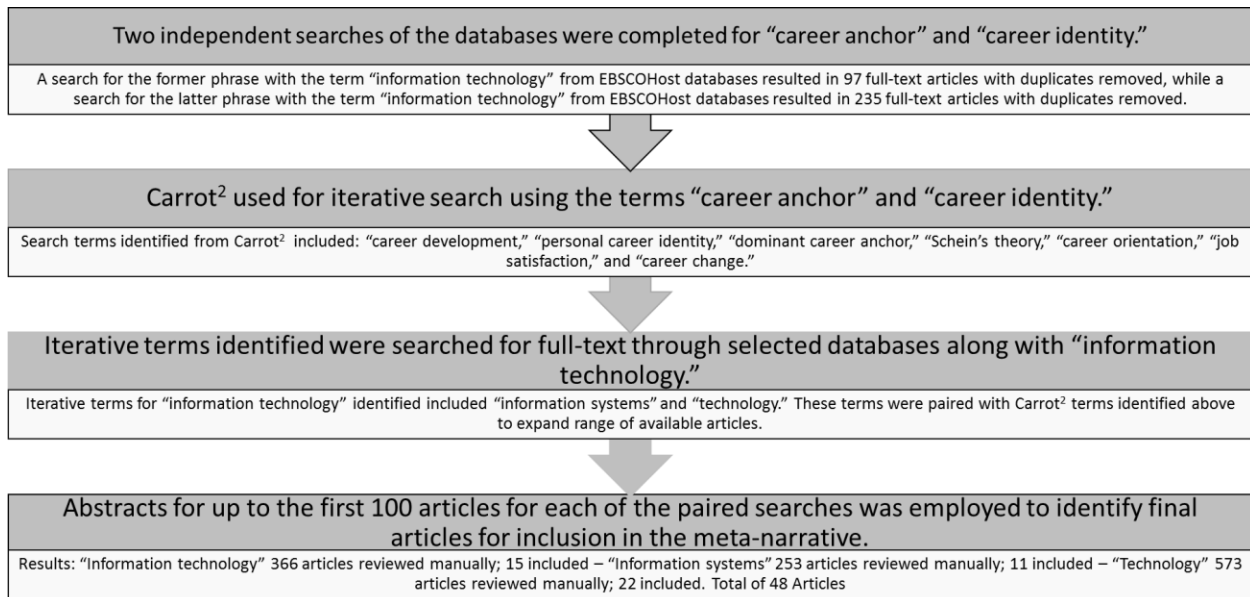 Two independent searches of the databases were completed for “career anchor” and “career identity.”
A search for the former phrase with the term “information technology” from EBSCOHost databases resulted in 97 full-text articles with duplicates removed, while a
search for the latter phrase with the term “information technology” from EBSCOHost databases resulted in 235 full-text articles with duplicates removed.
Carrot² used for iterative search using the terms “career anchor” and “career identity.”
Search terms identified from Carrot² included: “career development,” “personal career identity,” “dominant career anchor,” “Schein’s theory,” “career orientation,” “job
satisfaction,” and “career change.”
Iterative terms identified were searched for full-text through selected databases along with “information
technology.”
Iterative terms for “information technology” identified included “information systems” and “technology.” These terms were paired with Carrot² terms identified above
to expand range of available articles.
Abstracts for up to the first 100 articles for each of the paired searches was employed to identify final
articles for inclusion in the meta-narrative.
Results: “Information technology” 366 articles reviewed manually; 15 included – “Information systems” 253 articles reviewed manually; 11 included – “Technology” 573
articles reviewed manually; 22 included. Total of 48 Articles